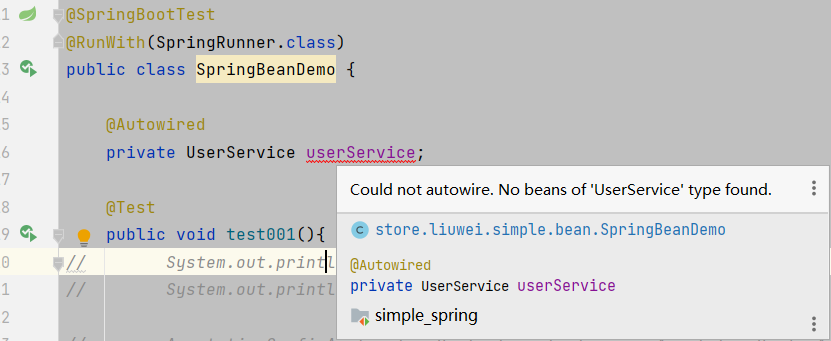 1 @SpringBootTest
2 @RunWith(SpringRunner.class)
3 public class SpringBeanDemo {
4
5 @Autowired
6 private UserService userService;
7
Could not autowire. No beans of 'UserService' type found.
8 @Test
9 public void test001(){
store.liuwei.simple.bean.SpringBeanDemo
0 // System.out.printl
@Autowired
1 // System.out.printl
private UserService userService
2
simple_spring